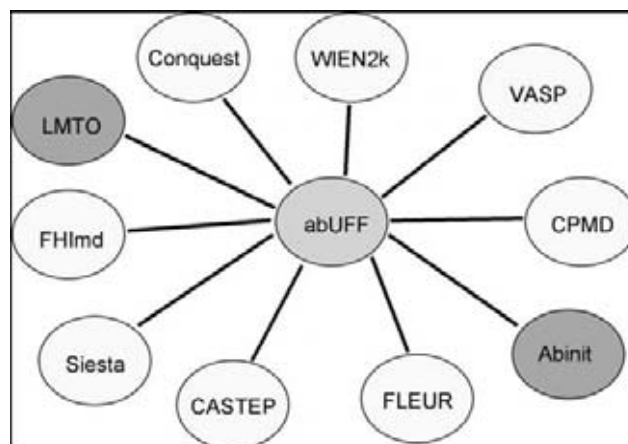 Conquest
WIEN2k
VASP
LMTO
abUFF
FHImd
CPMD
Siesta
Abinit
CASTEP
FLEUR